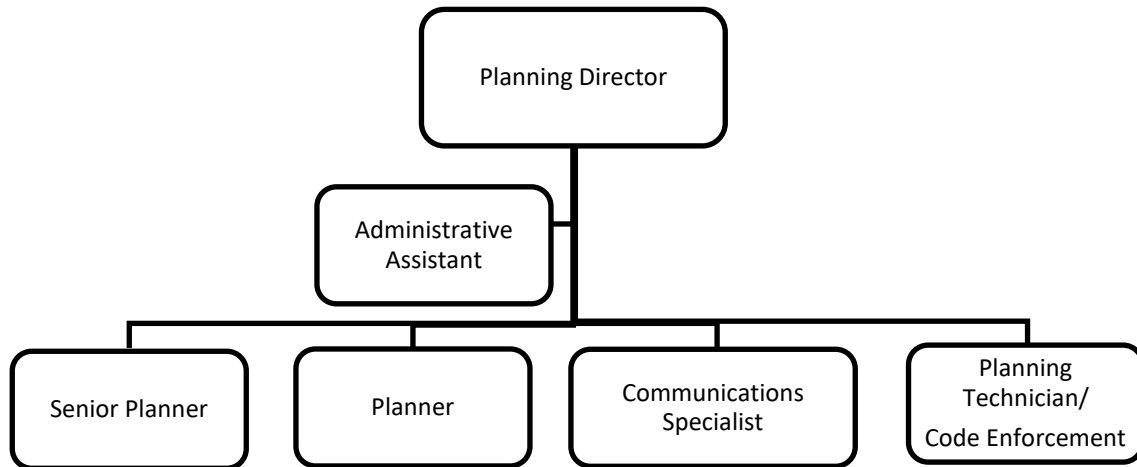 Planning Director
Administrative
Assistant
Senior Planner
Planner
Communications
Specialist
Planning
Technician/
Code Enforcement